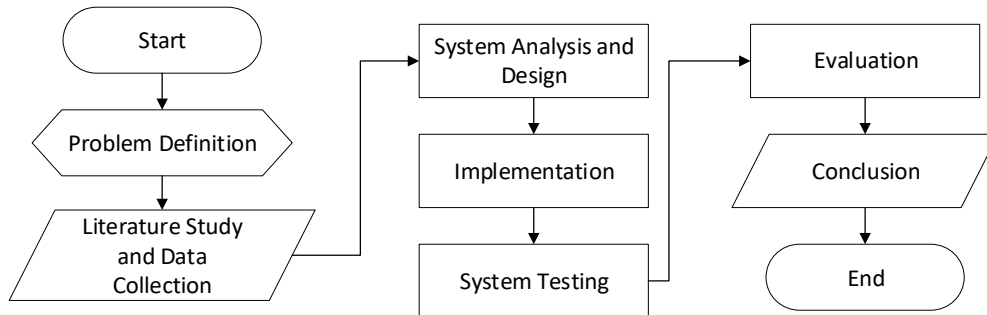 Start
Problem Definition
Literature Study
and Data
Collection
System Analysis and
Design
Implementation
System Testing
Evaluation
Conclusion
End